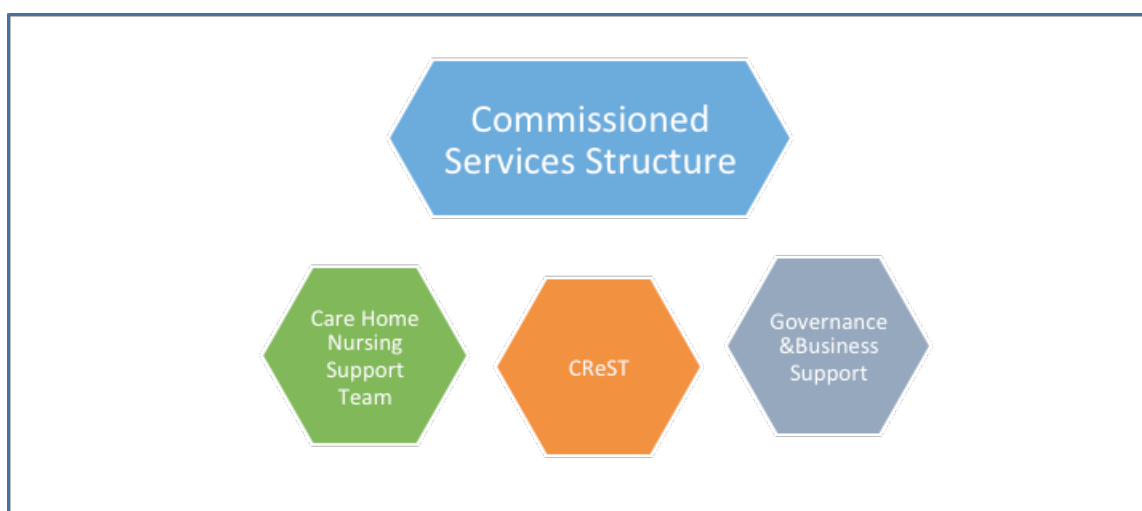 Commissioned
Services Structure
Care Home
Nursing
Support
Team
CReST
Governance
&Business
Support